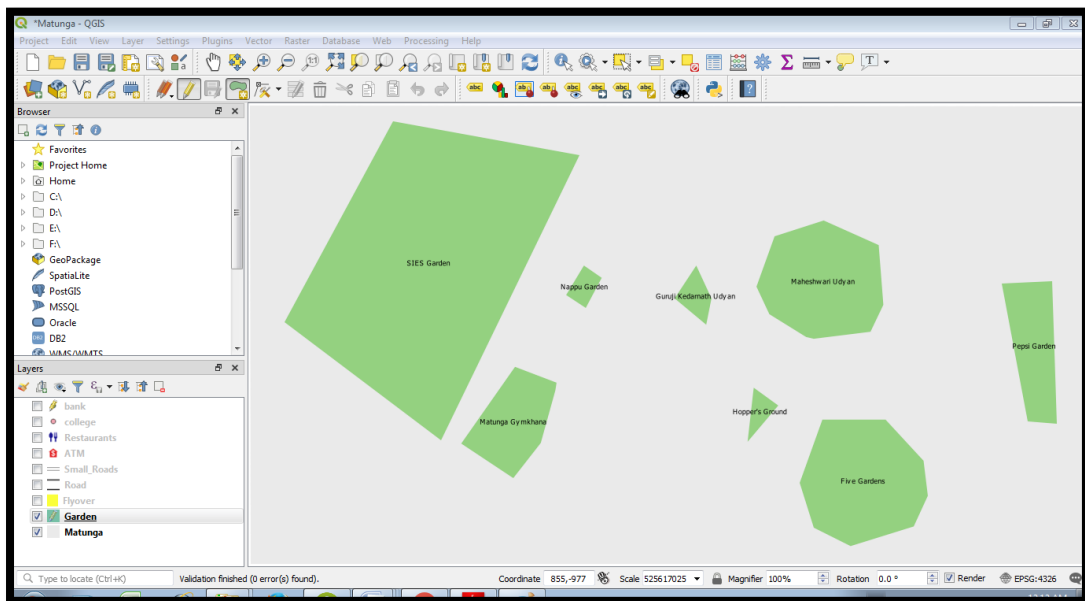 *Matunga - QGIS
Project Edit View Layer Settings Plugins Vector Raster Database Web Processing Help
Browser
Favorites
Project Home
Home
C:\
D:\
E:\
F:\
GeoPackage
SpatiaLite
PostGIS
MSSQL
Oracle
DB2
WMS/WMTS
Layers
bank
college
Restaurants
ATM
Small_Roads
Road
Flyover
Garden
Matunga
SIES Garden
Nappu Garden
Guruji Kedarnath Udyan
Maheshwari Udyan
Pepsi Garden
Matunga Gymkhana
Hopper's Ground
Five Gardens
Type to locate (Ctrl+K) Validation finished (0 error(s) found). Coordinate 855,-977 Scale 525617025 Magnifier 100% Rotation 0.0 ° Render EPSG:4326